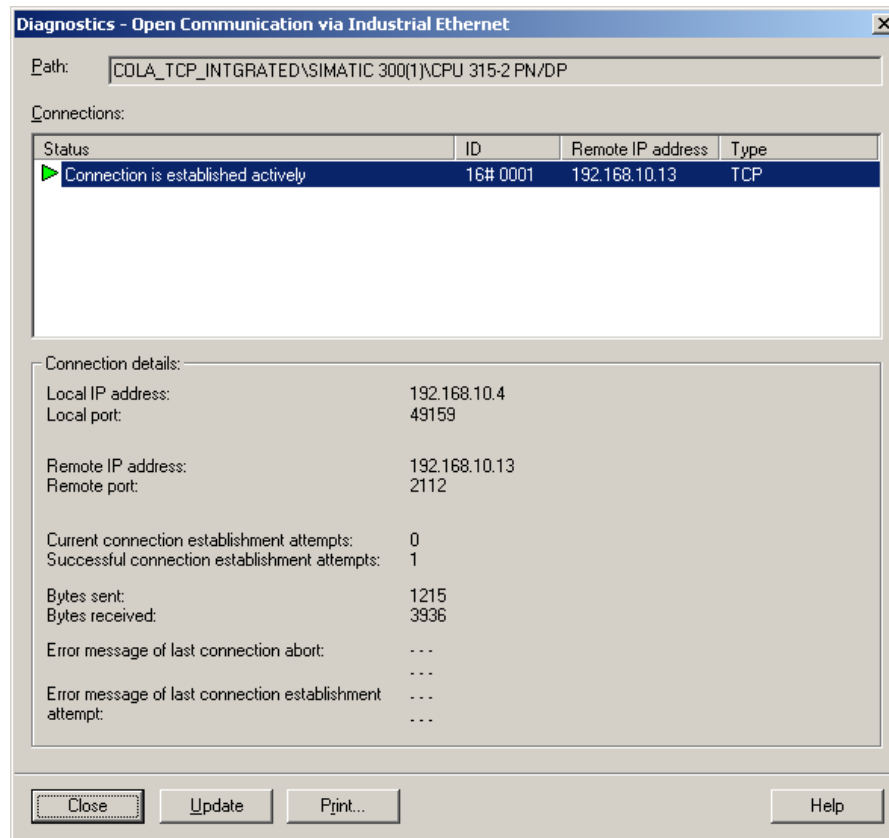 Diagnostics - Open Communication via Industrial Ethernet
Path: COLA_TCP_INTGRATED\SIMATIC 300(1)\CPU 315-2 PN/DP
Connections:
Status ID Remote IP address Type
Connection is established actively 16# 0001 192.168.10.13 TCP
Connection details:
Local IP address: 192.168.10.4
Local port: 49159
Remote IP address: 192.168.10.13
Remote port: 2112
Current connection establishment attempts: 0
Successful connection establishment attempts: 1
Bytes sent: 1215
Bytes received: 3936
Error message of last connection abort: - - -
- - -
Error message of last connection establishment - - -
attempt: - - -
Close Update Print... Help